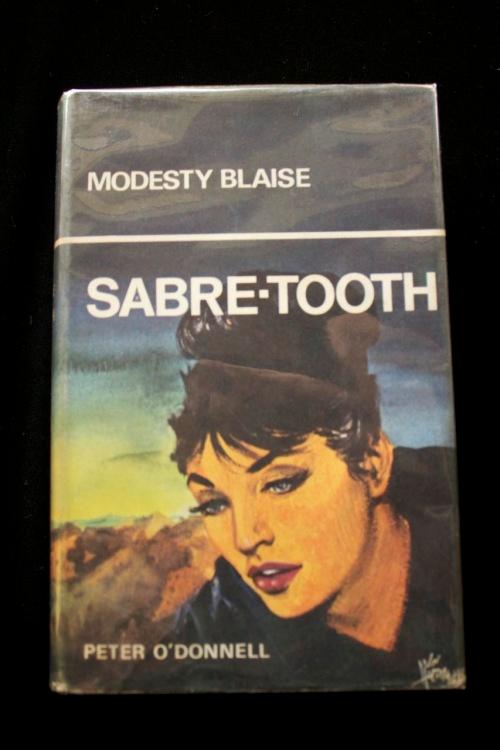 MODESTY BLAISE
SABRE-TOOTH
PETER O'DONNELL